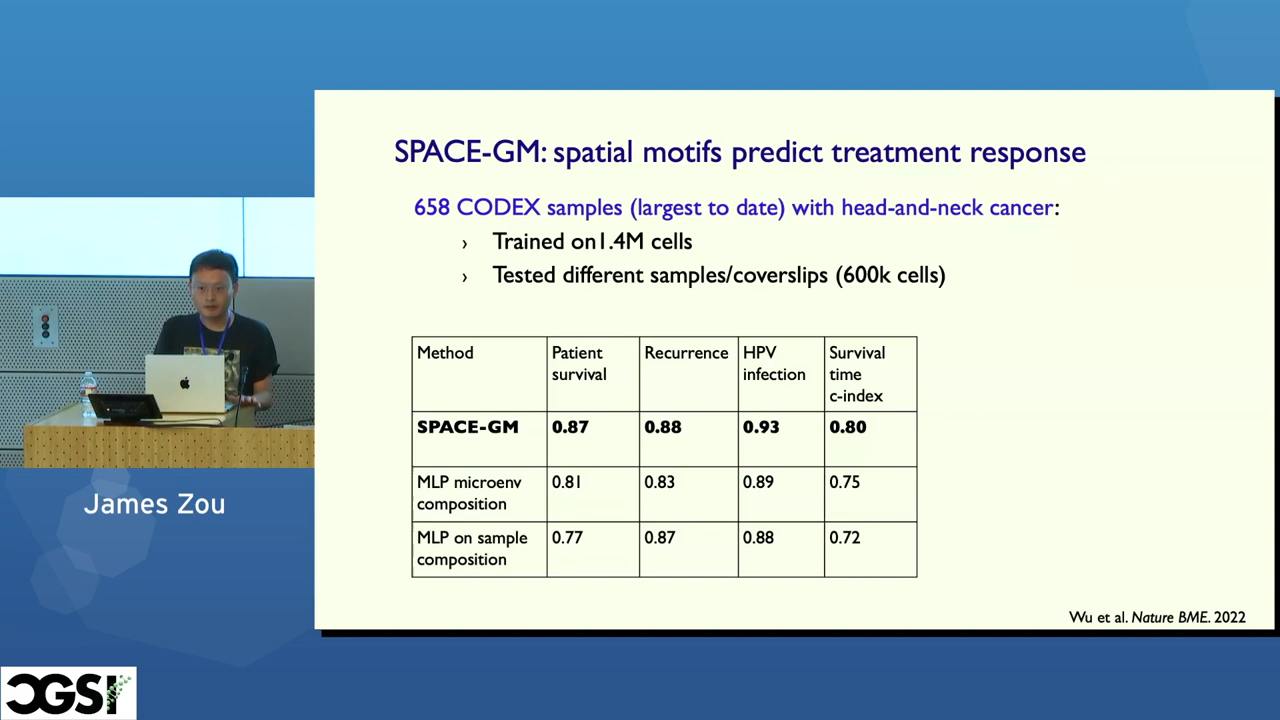 SPACE-GM: spatial motifs predict treatment response
658 CODEX samples (largest to date) with head-and-neck cancer:
› Trained on1.4M cells
› Tested different samples/coverslips (600k cells)
Method Patient survival Recurrence HPV infection Survival time c-index
SPACE-GM 0.87 0.88 0.93 0.80
MLP microenv composition 0.81 0.83 0.89 0.75
MLP on sample composition 0.77 0.87 0.88 0.72
Wu et al. Nature BME. 2022
James Zou
CGSI